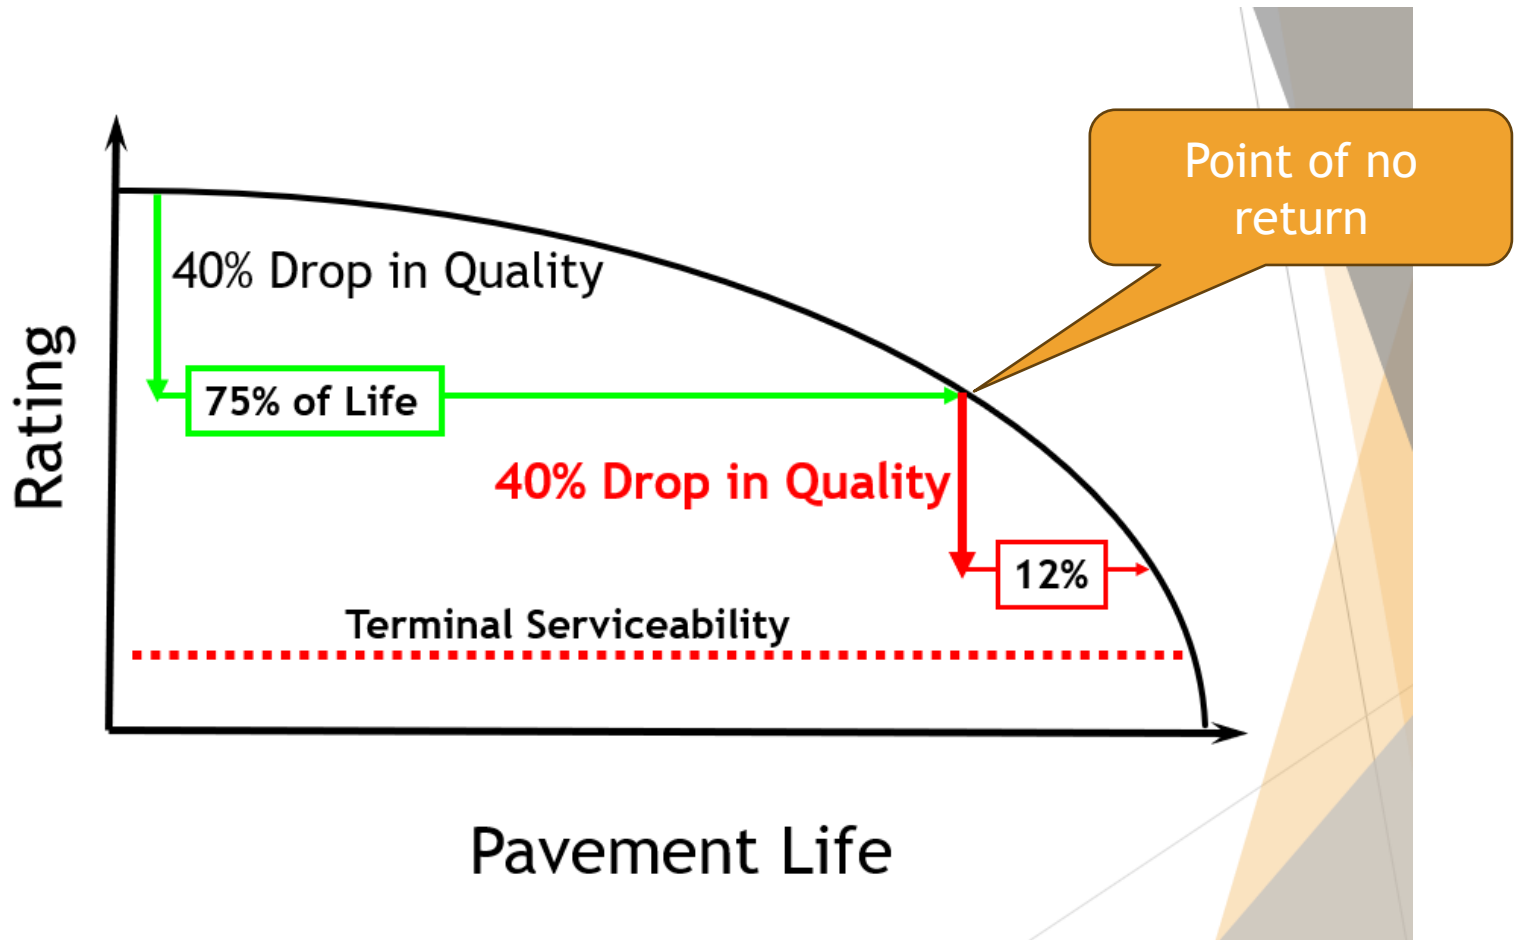 Point of no
return
40% Drop in Quality
Rating
75% of Life
40% Drop in Quality
12%
Terminal Serviceability
Pavement Life